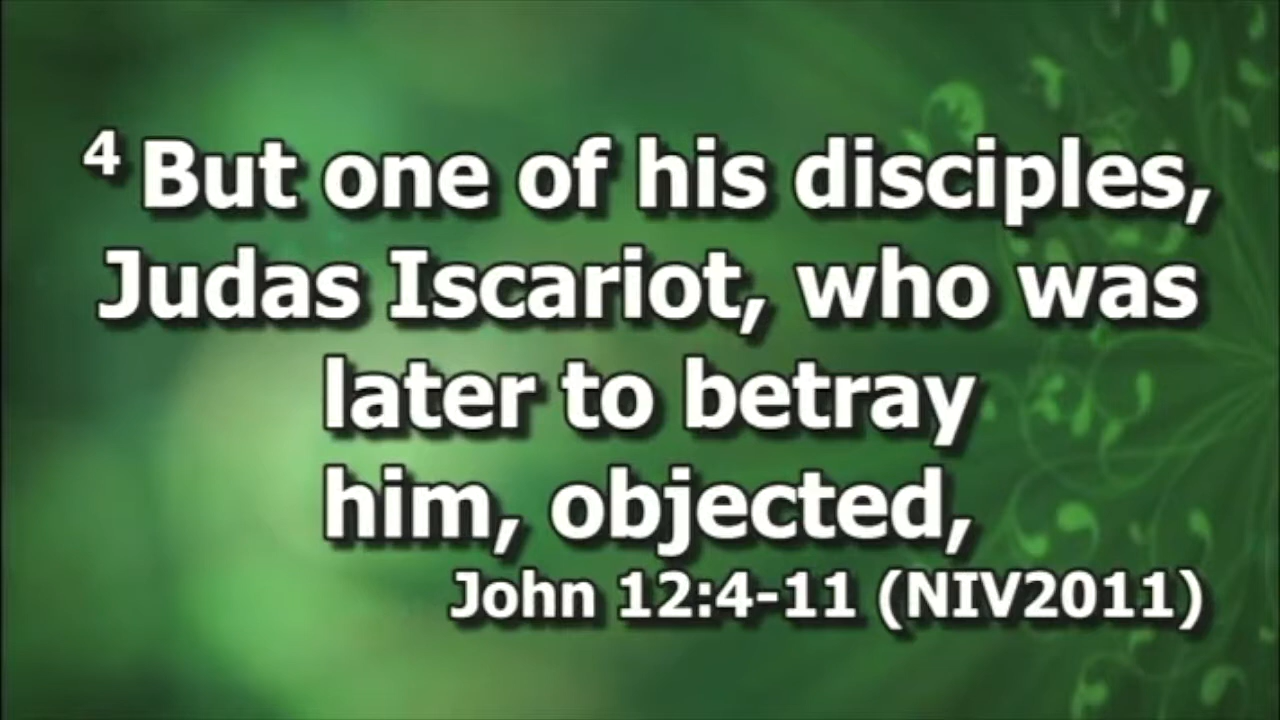 4 But one of his disciples,
Judas Iscariot, who was
later to betray
him, objected,
John 12:4-11 (NIV2011)